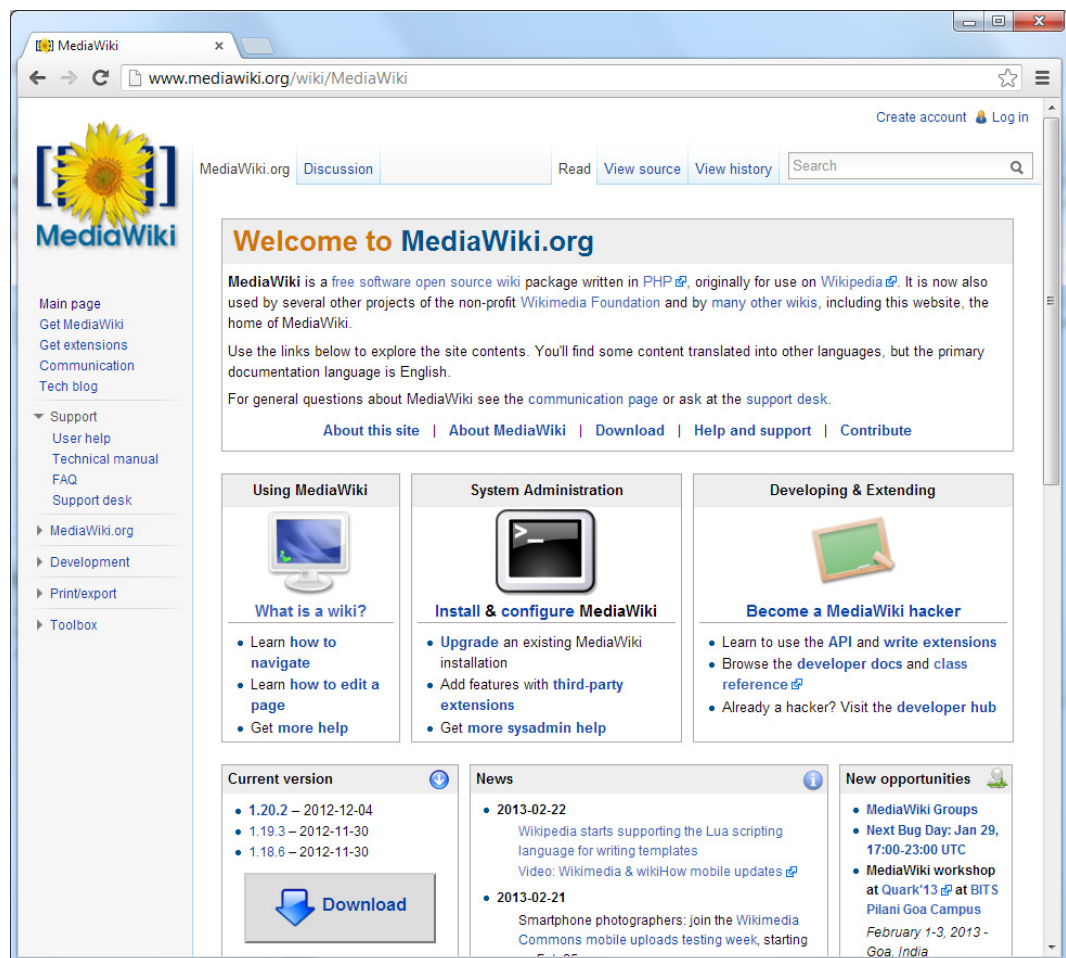 MediaWiki
www.mediawiki.org/wiki/MediaWiki
Create account Log in
MediaWiki
MediaWiki.org Discussion Read View source View history Search
Main page
Get MediaWiki
Get extensions
Communication
Tech blog
Support
User help
Technical manual
FAQ
Support desk
MediaWiki.org
Development
Print/export
Toolbox
Welcome to MediaWiki.org
MediaWiki is a free software open source wiki package written in PHP, originally for use on Wikipedia. It is now also
used by several other projects of the non-profit Wikimedia Foundation and by many other wikis, including this website, the
home of MediaWiki.
Use the links below to explore the site contents. You'll find some content translated into other languages, but the primary
documentation language is English.
For general questions about MediaWiki see the communication page or ask at the support desk.
About this site | About MediaWiki | Download | Help and support | Contribute
Using MediaWiki
What is a wiki?
• Learn how to
navigate
• Learn how to edit a
page
• Get more help
System Administration
Install & configure MediaWiki
• Upgrade an existing MediaWiki
installation
• Add features with third-party
extensions
• Get more sysadmin help
Developing & Extending
Become a MediaWiki hacker
• Learn to use the API and write extensions
• Browse the developer docs and class
reference
• Already a hacker? Visit the developer hub
Current version
• 1.20.2 – 2012-12-04
• 1.19.3 – 2012-11-30
• 1.18.6 – 2012-11-30
Download
News
• 2013-02-22
Wikipedia starts supporting the Lua scripting
language for writing templates
Video: Wikimedia & wikiHow mobile updates
• 2013-02-21
Smartphone photographers: join the Wikimedia
Commons mobile uploads testing week, starting
New opportunities
• MediaWiki Groups
• Next Bug Day: Jan 29,
17:00-23:00 UTC
• MediaWiki workshop
at Quark'13 at BITS
Pilani Goa Campus
February 1-3, 2013 -
Goa, India